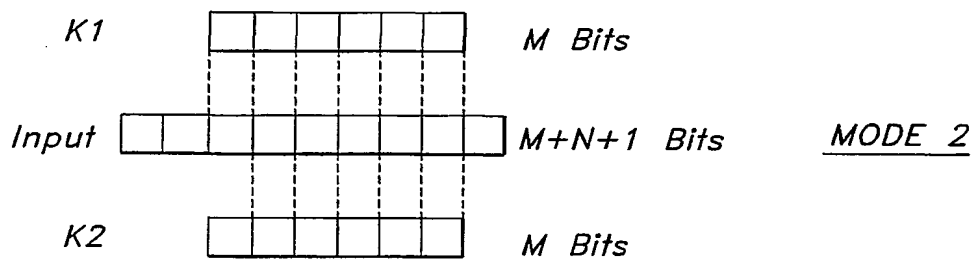 K1 M Bits
Input M+N+1 Bits MODE 2
K2 M Bits